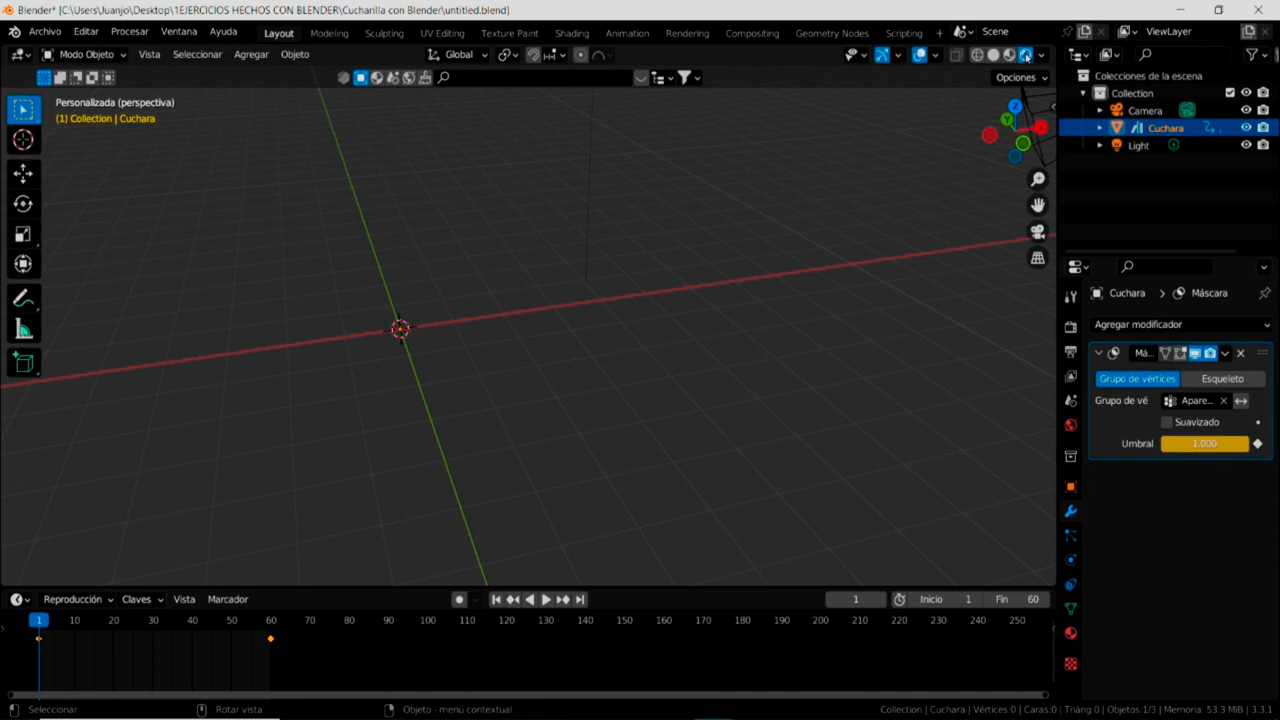 Blender* [C:\Users\Juanjo\Desktop\1EJERCICIOS HECHOS CON BLENDER\Cucharilla con Blender\untitled.blend]
Archivo Editar Procesar Ventana Ayuda Layout Modeling Sculpting UV Editing Texture Paint Shading Animation Rendering Compositing Geometry Nodes Scripting + Scene ViewLayer
Modo Objeto Vista Seleccionar Agregar Objeto Global
Opciones
Colecciones de la escena
Collection
Camera
Cuchara
Light
Personalizada (perspectiva)
(1) Collection | Cuchara
Z
Y
X
Cuchara > Máscara
Agregar modificador
Má...
Grupo de vértices Esqueleto
Grupo de vé Apare...
Suavizado
Umbral 1.000
Reproducción Claves Vista Marcador 1 Inicio 1 Fin 60
1 10 20 30 40 50 60 70 80 90 100 110 120 130 140 150 160 170 180 190 200 210 220 230 240 250
Seleccionar Rotar vista Objeto - menú contextual Collection | Cuchara | Vértices:0 | Caras:0 | Triáng.:0 | Objetos:1/3 | Memoria: 53.3 MiB | 3.3.1